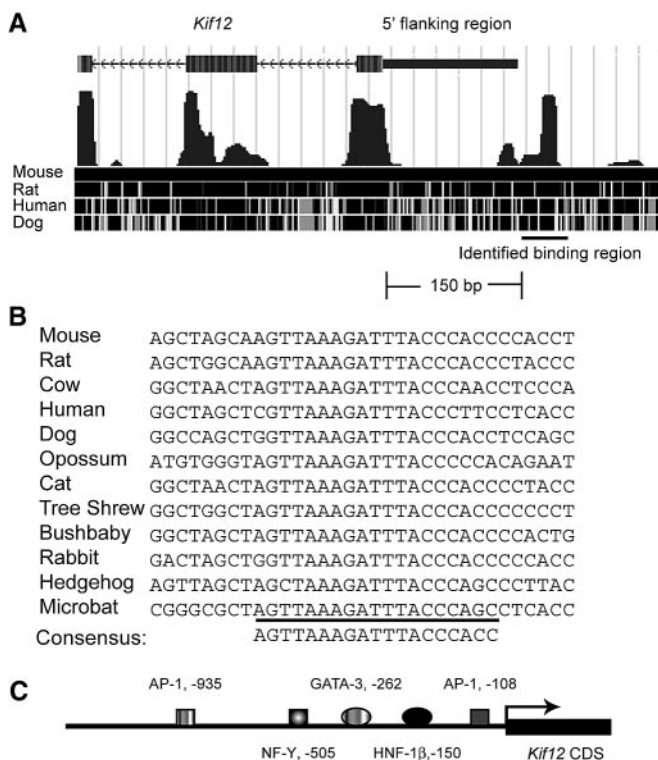 A
Kif12
5' flanking region
Mouse
Rat
Human
Dog
Identified binding region
150 bp
B
Mouse AGCTAGCAAGTTAAAGATTTACCCACCCCACCT
Rat AGCTGGCAAGTTAAAGATTTACCCACCCTACCC
Cow GGCTAACTAGTTAAAGATTTACCCAACCTCCCA
Human GGCTAGCTCGTTAAAGATTTACCCTTCCTCACC
Dog GGCCAGCTGGTTAAAGATTTACCCACCTCCAGC
Opossum ATGTGGGTAGTTAAAGATTTACCCCCACAGAAT
Cat GGCTAACTAGTTAAAGATTTACCCACCCCTACC
Tree Shrew GGCTGGCTAGTTAAAGATTTACCCACCCCCCCT
Bushbaby GGCTAGCTAGTTAAAGATTTACCCACCCCACTG
Rabbit GACTAGCTGGTTAAAGATTTACCCACCCCCACC
Hedgehog AGTTAGCTAGCTAAAGATTTACCCAGCCCTTAC
Microbat CGGGCGCTAGTTAAAGATTTACCCAGCCTCACC
Consensus: AGTTAAAGATTTACCCACC
C
AP-1, -935
GATA-3, -262
AP-1, -108
NF-Y, -505
HNF-1β, -150
Kif12 CDS